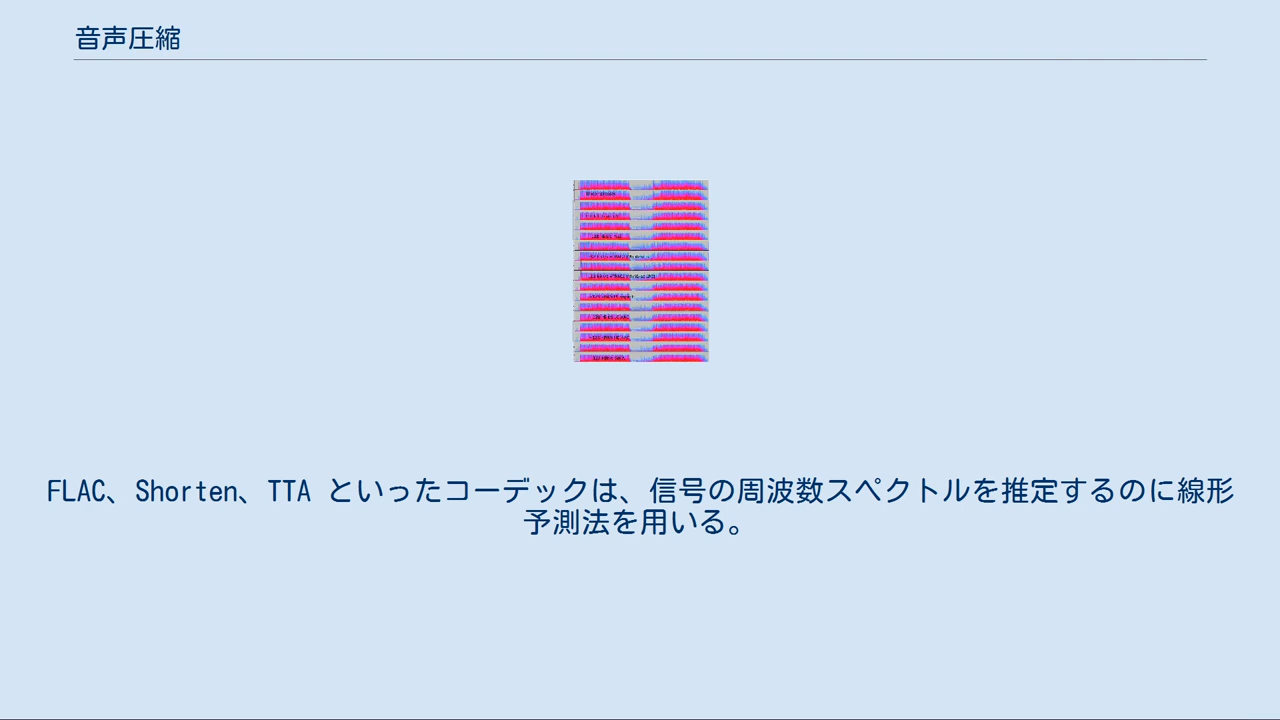 音声圧縮
FLAC、Shorten、TTA といったコーデックは、信号の周波数スペクトルを推定するのに線形
予測法を用いる。